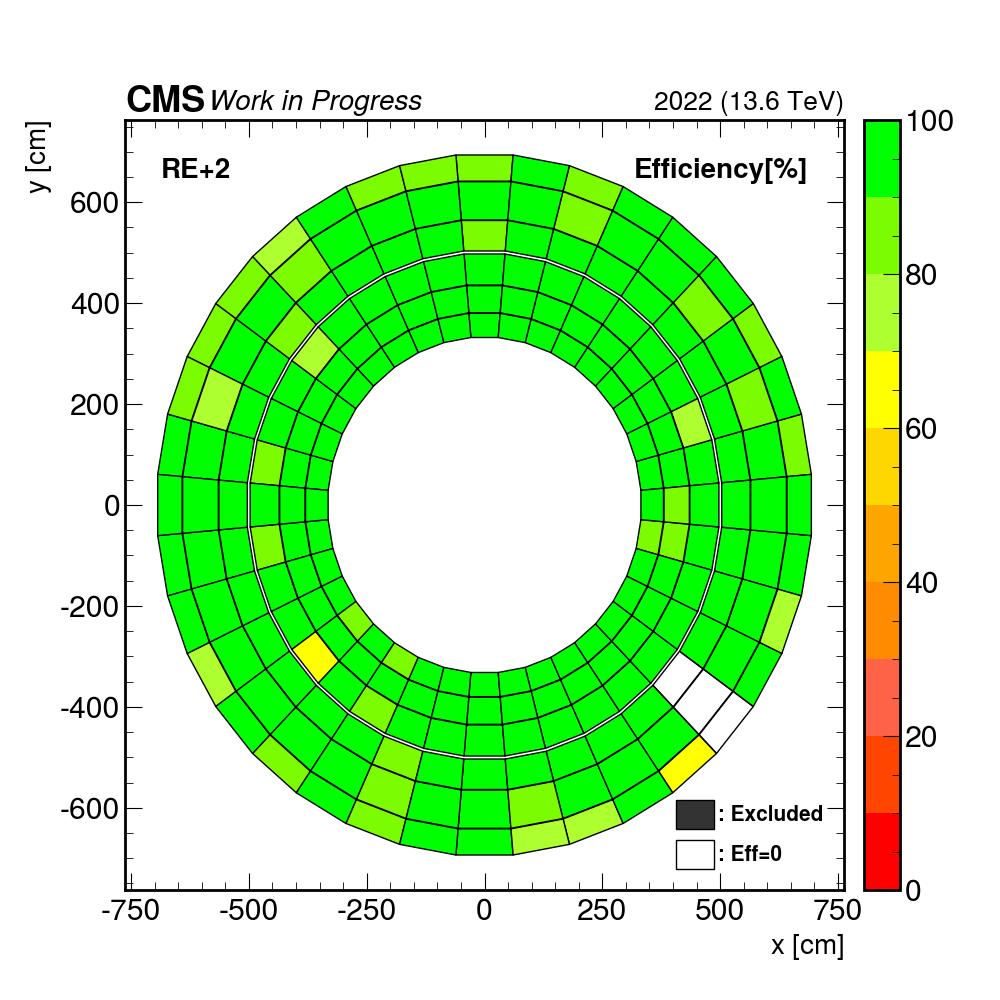 CMS Work in Progress 2022 (13.6 TeV)
y [cm]
RE+2 Efficiency[%]
600
400
200
0
-200
-400
-600
-750 -500 -250 0 250 500 750
x [cm]
100
80
60
40
20
0
: Excluded
: Eff=0